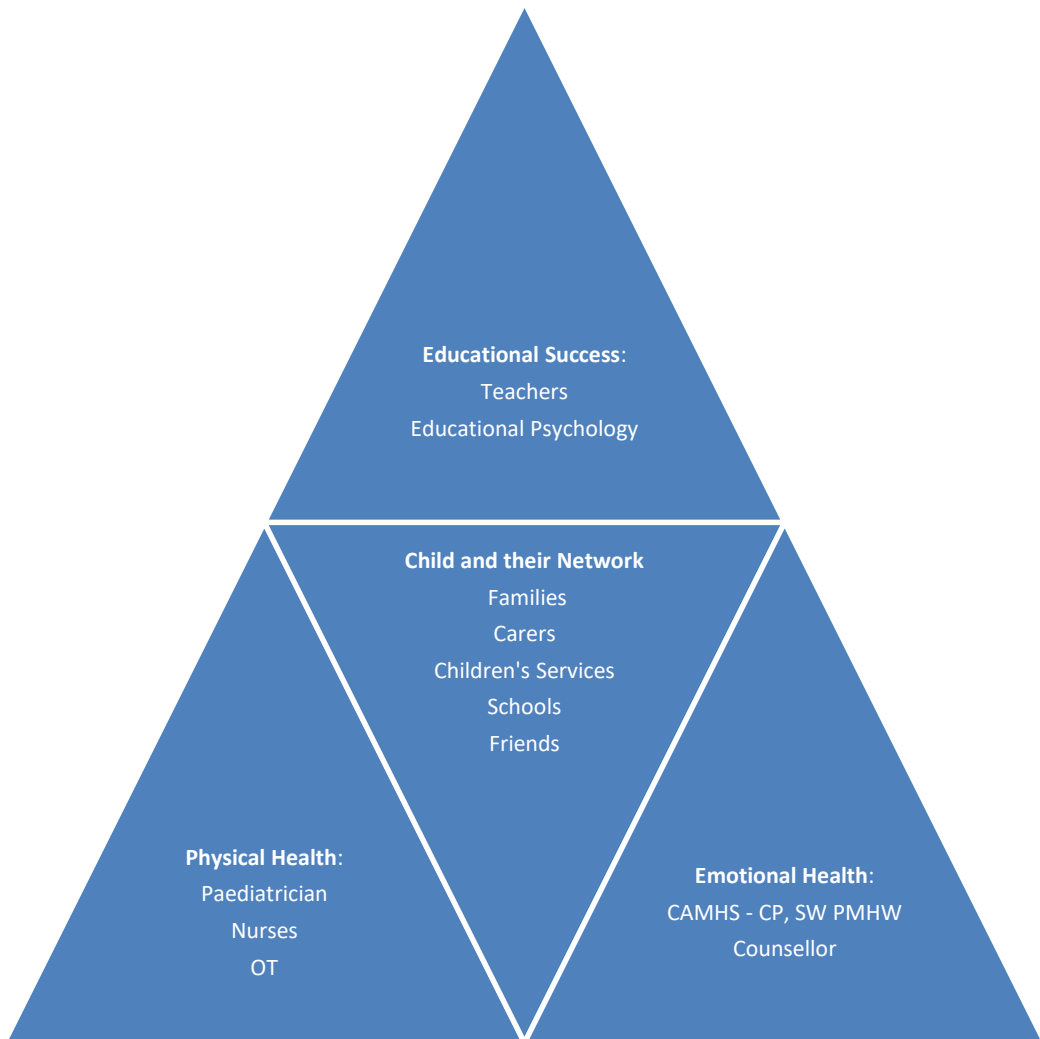 Educational Success:
Teachers
Educational Psychology
Child and their Network
Families
Carers
Children's Services
Schools
Friends
Physical Health:
Paediatrician
Nurses
OT
Emotional Health:
CAMHS - CP, SW PMHW
Counsellor